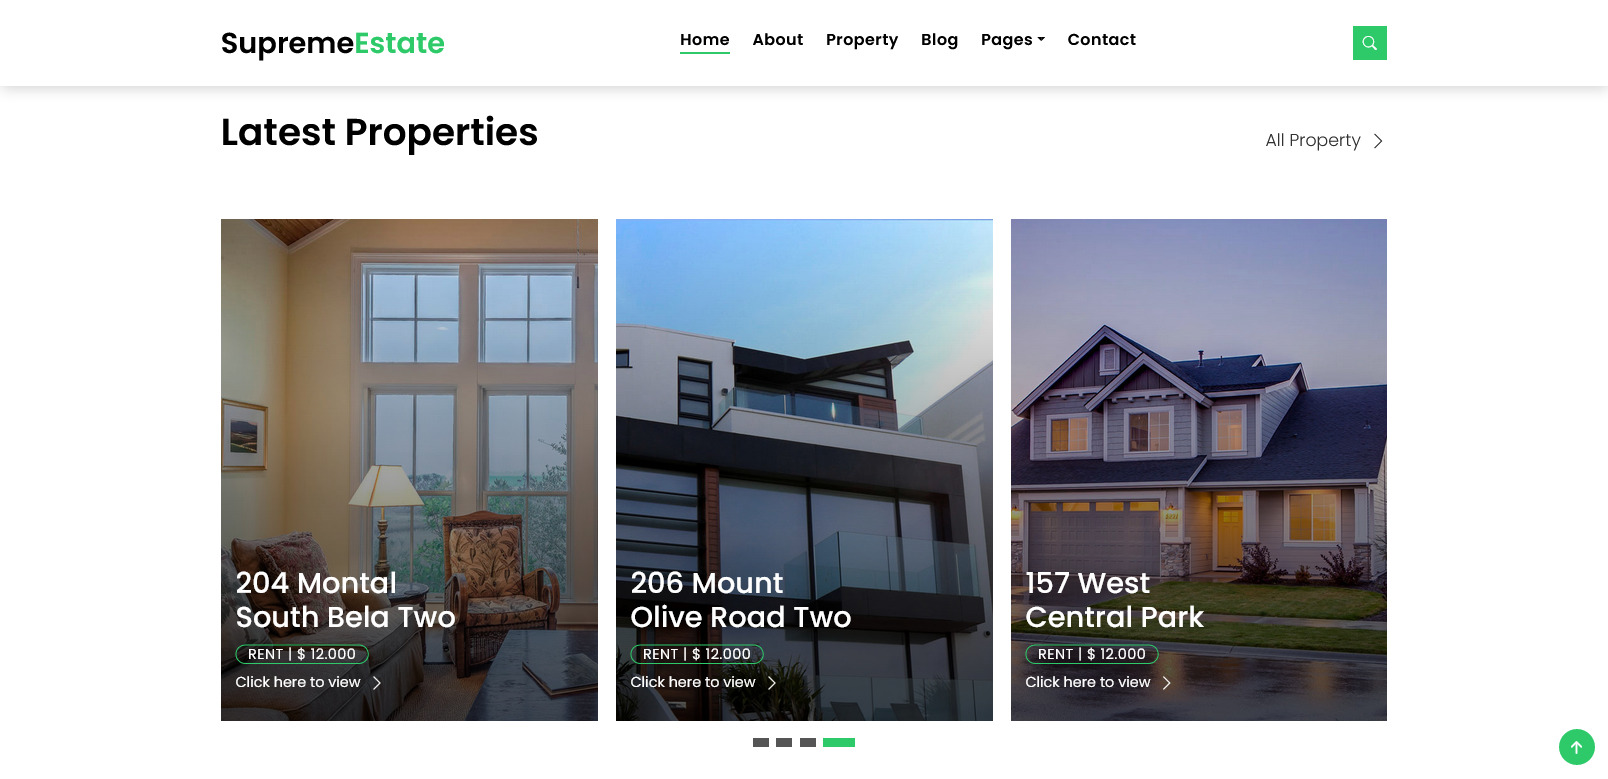 SupremeEstate
Home About Property Blog Pages Contact
Latest Properties
All Property
204 Montal
South Bela Two
RENT | $ 12.000
Click here to view
206 Mount
Olive Road Two
RENT | $ 12.000
Click here to view
157 West
Central Park
RENT | $ 12.000
Click here to view